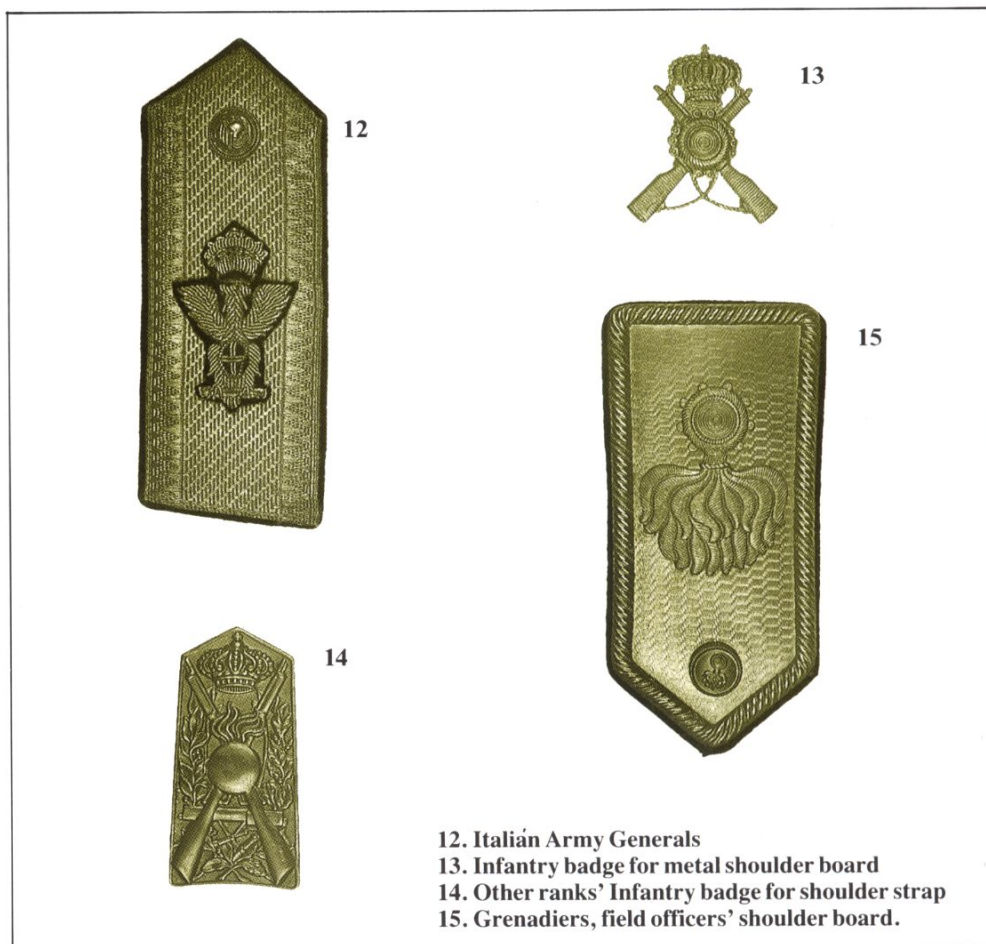 12
13
15
14
12. Italian Army Generals
13. Infantry badge for metal shoulder board
14. Other ranks' Infantry badge for shoulder strap
15. Grenadiers, field officers' shoulder board.